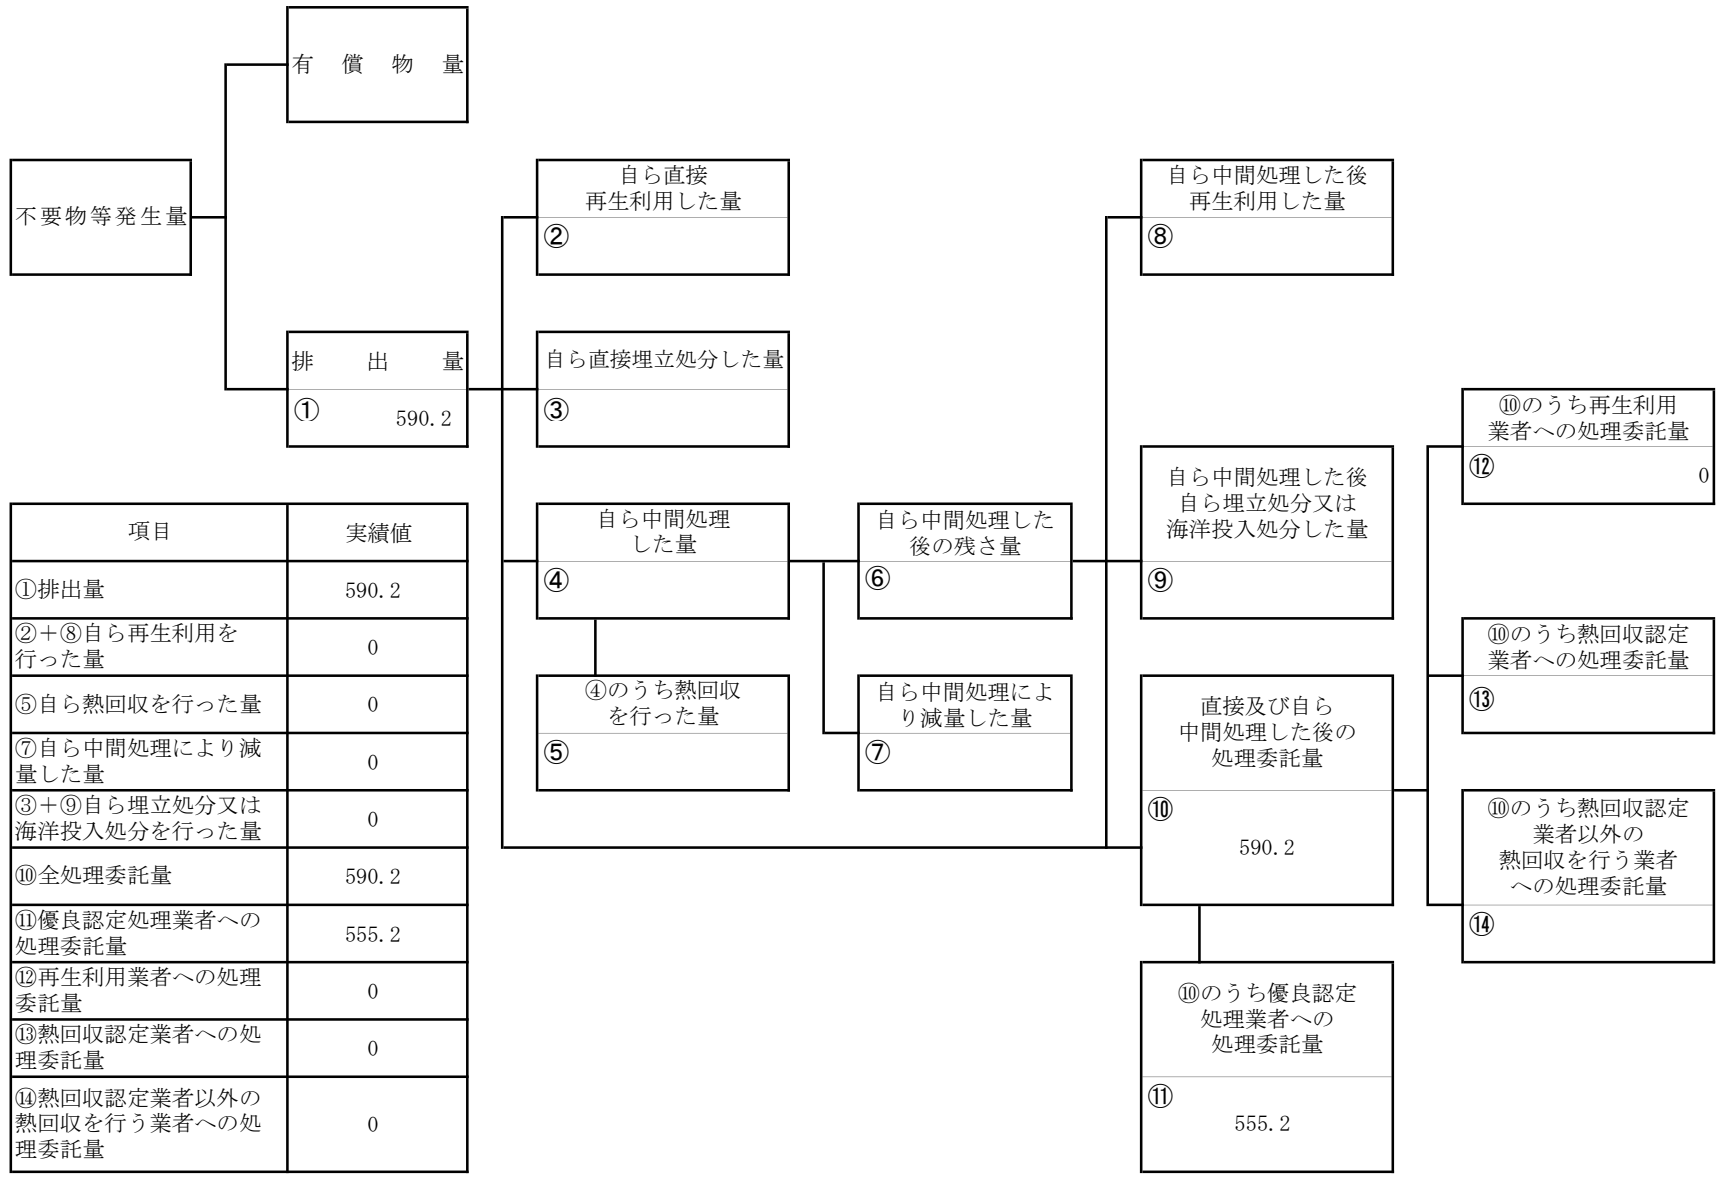 有償物量
不要物等発生量
排出量
① 590.2
自ら直接
再生利用した量
②
自ら直接埋立処分した量
③
自ら中間処理
した量
④
④のうち熱回収
を行った量
⑤
自ら中間処理した
後の残さ量
⑥
自ら中間処理によ
り減量した量
⑦
自ら中間処理した後
再生利用した量
⑧
自ら中間処理した後
自ら埋立処分又は
海洋投入処分した量
⑨
直接及び自ら
中間処理した後の
処理委託量
⑩
590.2
⑩のうち優良認定
処理業者への
処理委託量
⑪
555.2
⑩のうち再生利用
業者への処理委託量
⑫ 0
⑩のうち熱回収認定
業者への処理委託量
⑬
⑩のうち熱回収認定
業者以外の
熱回収を行う業者
への処理委託量
⑭
項目 実績値
①排出量 590.2
②+⑧自ら再生利用を
行った量 0
⑤自ら熱回収を行った量 0
⑦自ら中間処理により減
量した量 0
③+⑨自ら埋立処分又は
海洋投入処分を行った量 0
⑩全処理委託量 590.2
⑪優良認定処理業者への
処理委託量 555.2
⑫再生利用業者への処理
委託量 0
⑬熱回収認定業者への処
理委託量 0
⑭熱回収認定業者以外の
熱回収を行う業者への処
理委託量 0